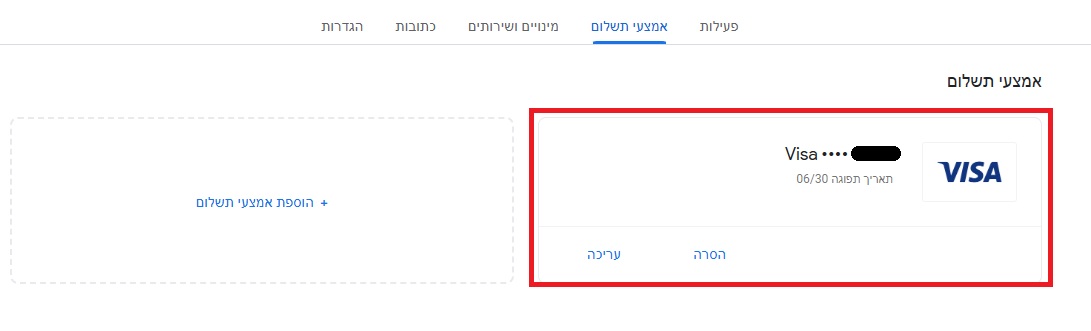 פעילות אמצעי תשלום מינויים ושירותים כתובות הגדרות
אמצעי תשלום
VISA
Visa ••••
תאריך תפוגה 06/30
הסרה עריכה
+ הוספת אמצעי תשלום